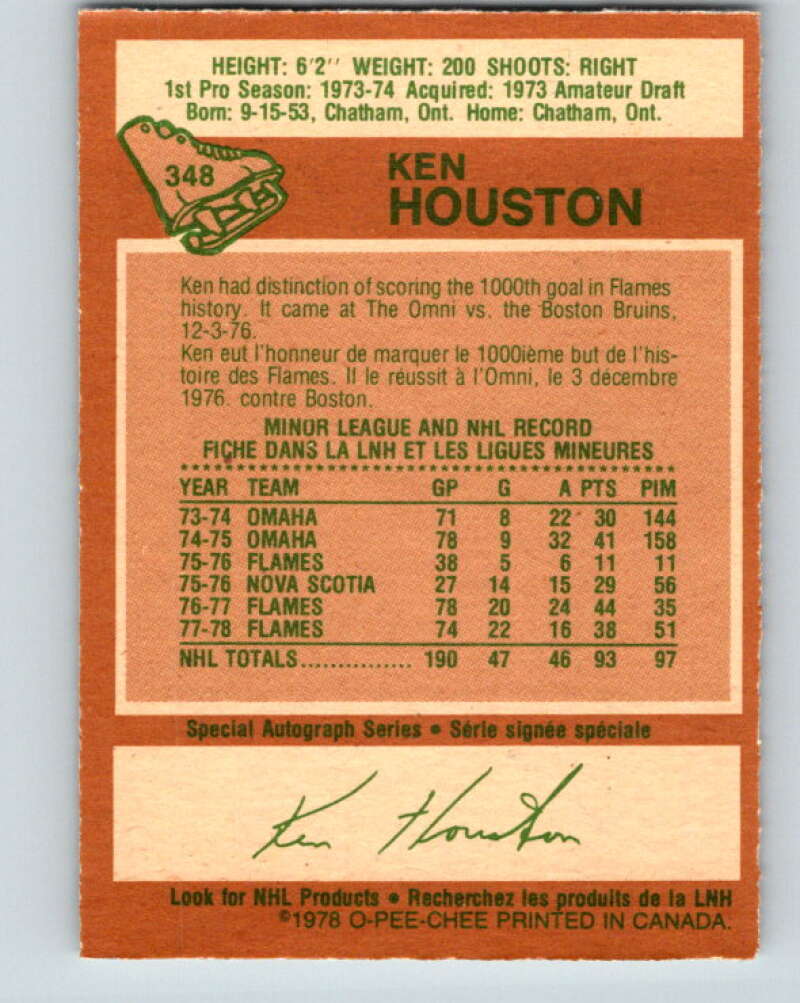 HEIGHT: 6'2'' WEIGHT: 200 SHOOTS: RIGHT
1st Pro Season: 1973-74 Acquired: 1973 Amateur Draft
Born: 9-15-53, Chatham, Ont. Home: Chatham, Ont.
348
KEN
HOUSTON
Ken had distinction of scoring the 1000th goal in Flames
history. It came at The Omni vs. the Boston Bruins,
12-3-76.
Ken eut l'honneur de marquer le 1000ième but de l'his-
toire des Flames. Il le réussit à l'Omni, le 3 décembre
1976. contre Boston.
MINOR LEAGUE AND NHL RECORD
FICHE DANS LA LNH ET LES LIGUES MINEURES
YEAR TEAM GP G A PTS PIM
73-74 OMAHA 71 8 22 30 144
74-75 OMAHA 78 9 32 41 158
75-76 FLAMES 38 5 6 11 11
75-76 NOVA SCOTIA 27 14 15 29 56
76-77 FLAMES 78 20 24 44 35
77-78 FLAMES 74 22 16 38 51
NHL TOTALS............... 190 47 46 93 97
Special Autograph Series • Série signée spéciale
Ken Houston
Look for NHL Products • Recherchez les produits de la LNH
©1978 O-PEE-CHEE PRINTED IN CANADA.